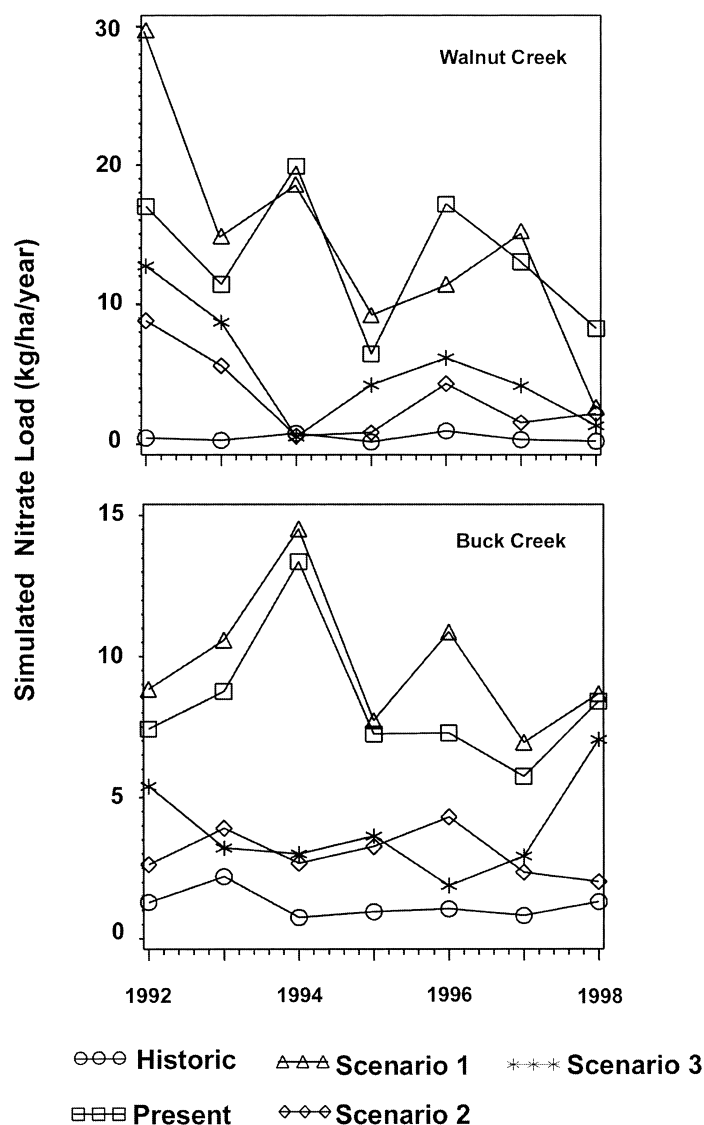 Simulated Nitrate Load (kg/ha/year)
30
20
10
0
Walnut Creek
15
10
5
0
Buck Creek
1992 1994 1996 1998
Historic Scenario 1 Scenario 3
Present Scenario 2